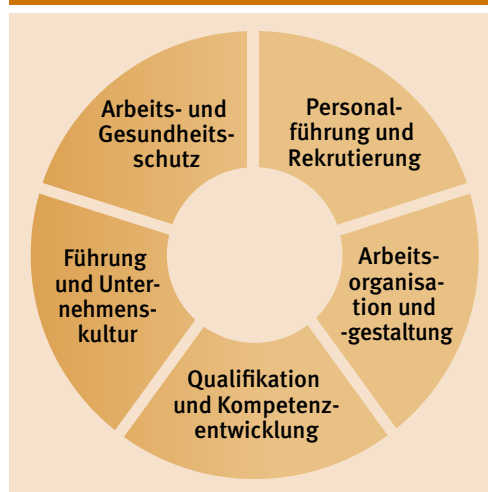 Arbeits- und
Gesundheits-
schutz
Personal-
führung und
Rekrutierung
Führung
und Unter-
nehmens-
kultur
Arbeits-
organisa-
tion und
-gestaltung
Qualifikation
und Kompetenz-
entwicklung